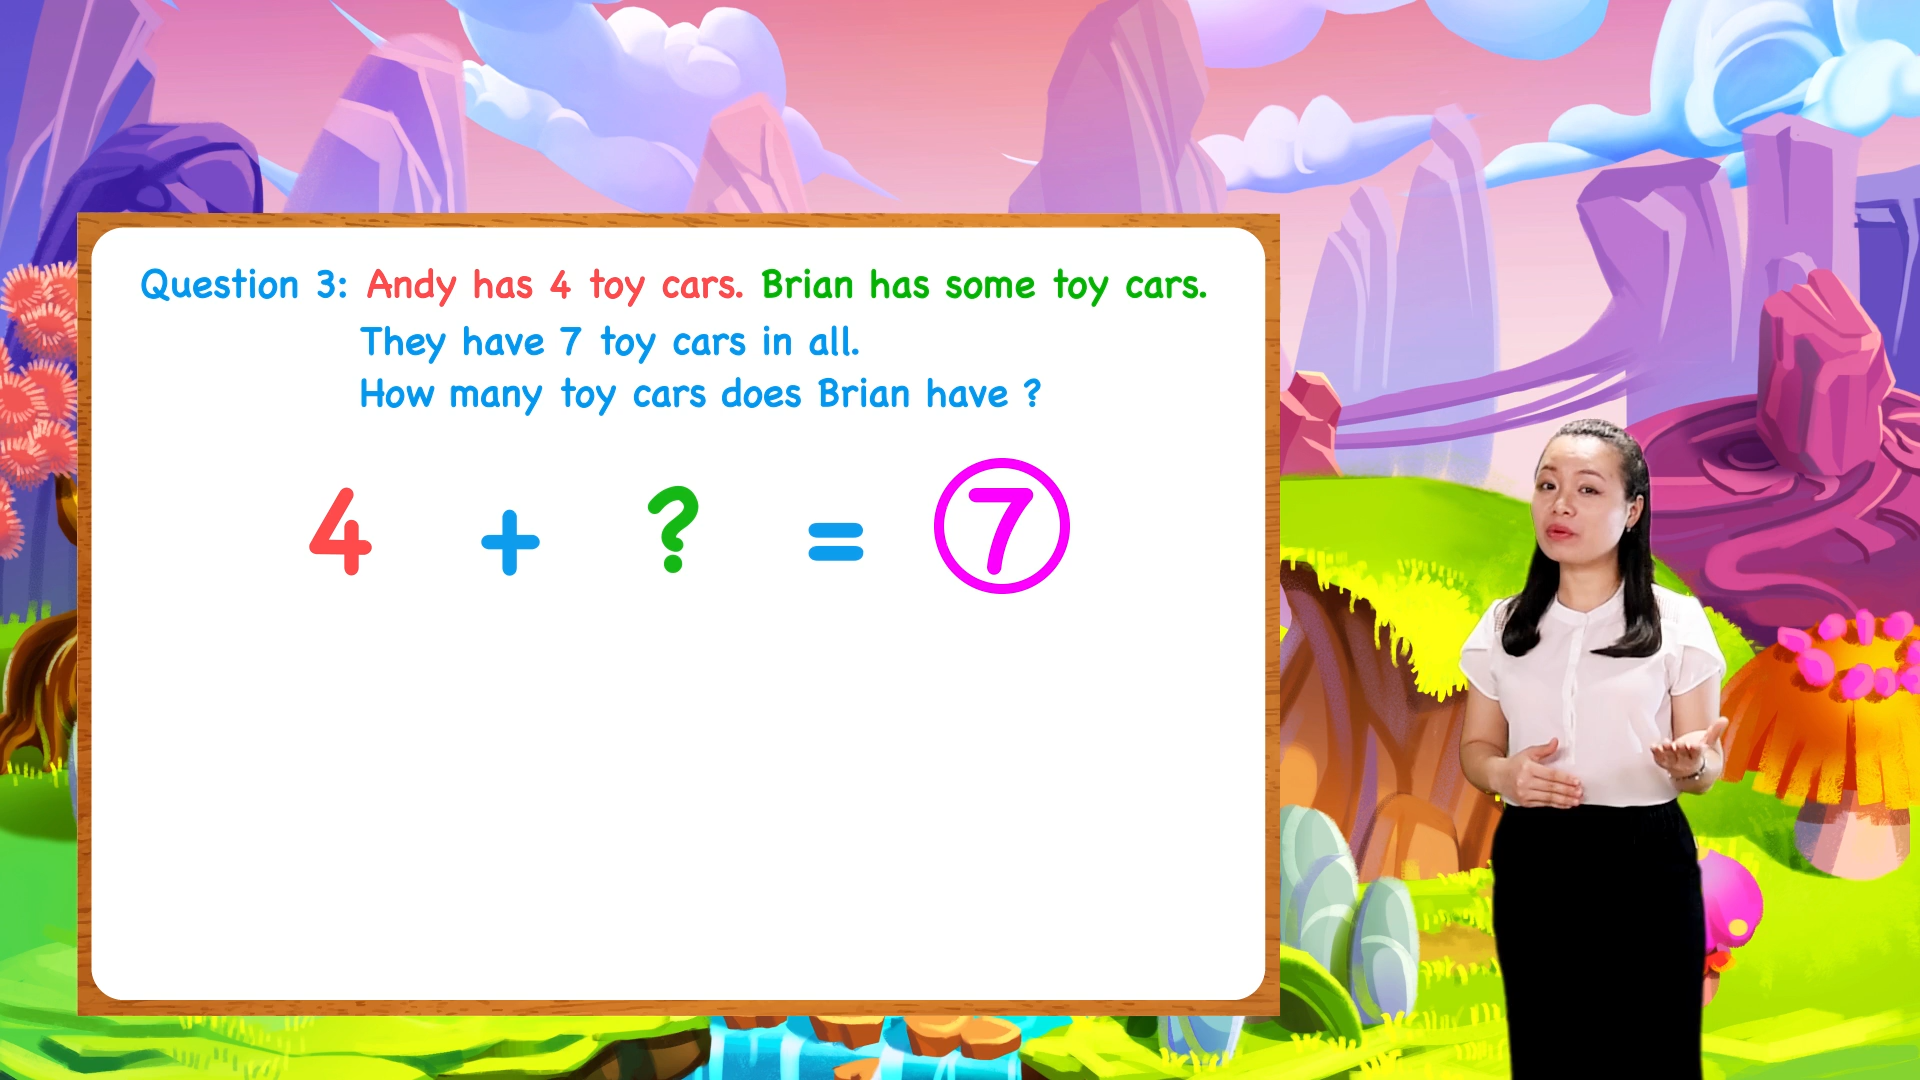 Question 3: Andy has 4 toy cars. Brian has some toy cars.
They have 7 toy cars in all.
How many toy cars does Brian have ?
4 + ? = 7